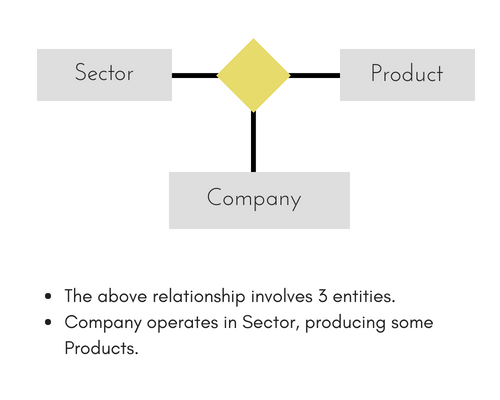 Sector
Product
Company
• The above relationship involves 3 entities.
• Company operates in Sector, producing some
Products.